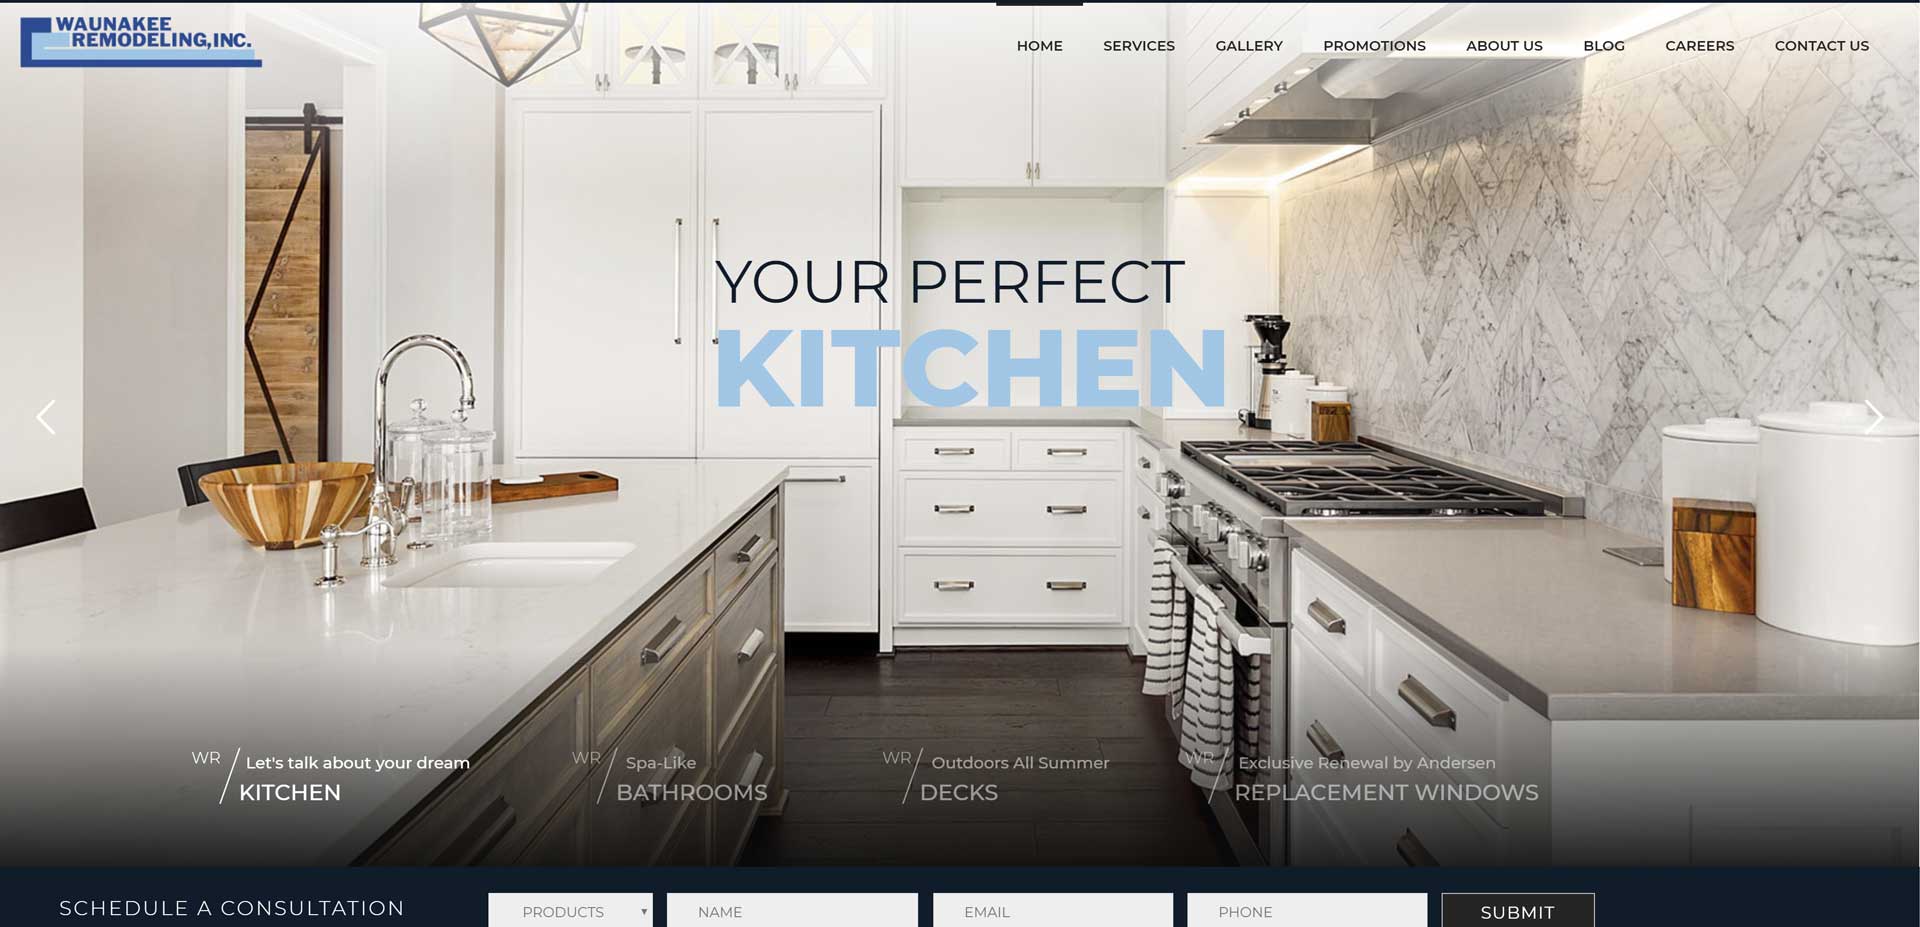 WAUNAKEE
REMODELING, INC.
HOME SERVICES GALLERY PROMOTIONS ABOUT US BLOG CAREERS CONTACT US
YOUR PERFECT
KITCHEN
WR Let's talk about your dream
KITCHEN
WR Spa-Like
BATHROOMS
WR Outdoors All Summer
DECKS
WR Exclusive Renewal by Andersen
REPLACEMENT WINDOWS
SCHEDULE A CONSULTATION PRODUCTS NAME EMAIL PHONE SUBMIT